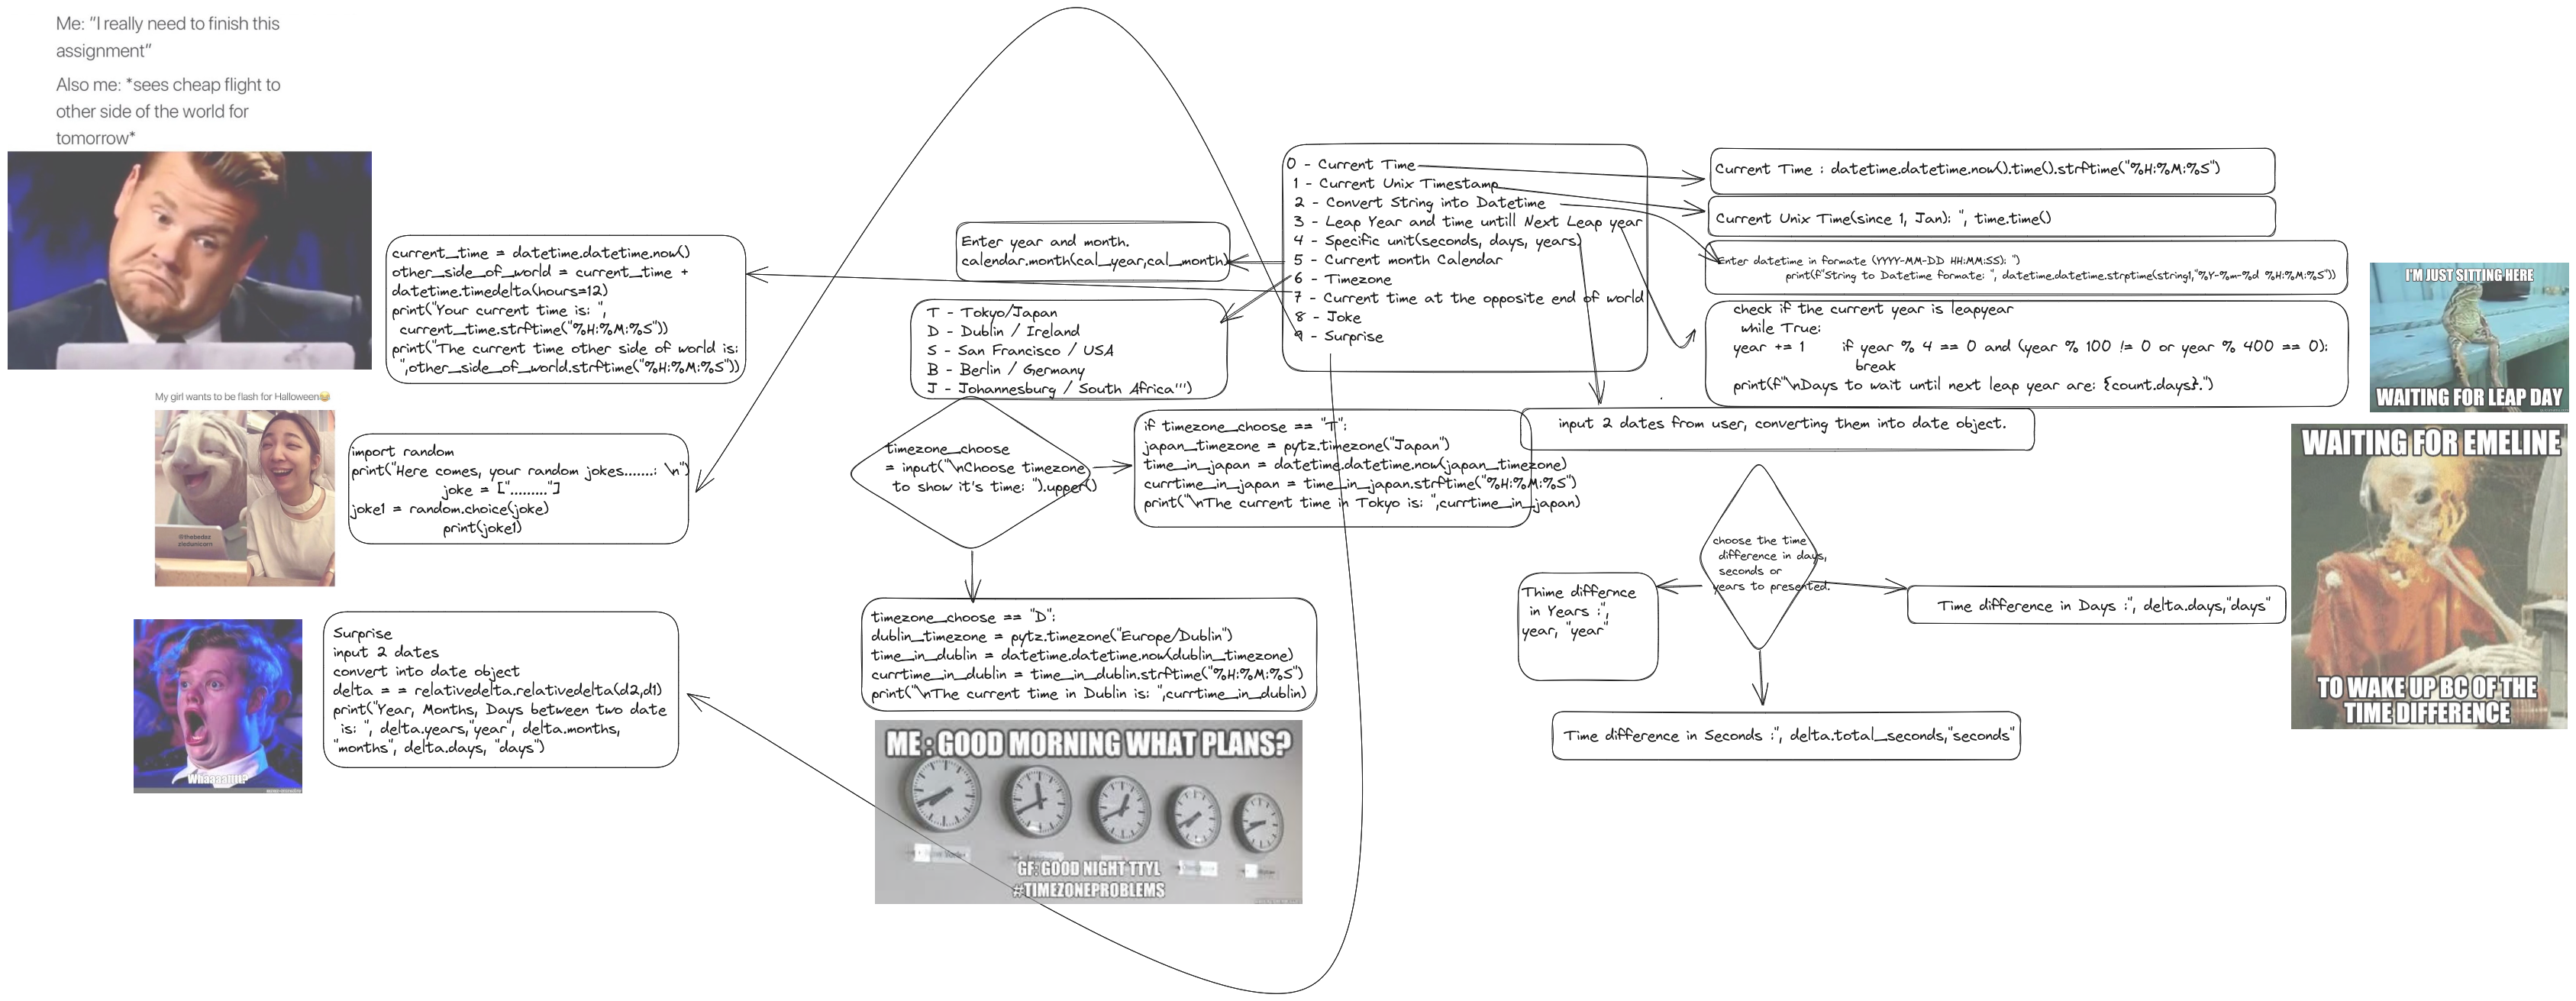 Me: “I really need to finish this
assignment”
Also me: *sees cheap flight to
other side of the world for
tomorrow*
current_time = datetime.datetime.now()
other_side_of_world = current_time +
datetime.timedelta(hours=12)
print("Your current time is: ",
current_time.strftime("%H:%M:%S"))
print("The current time other side of world is:
",other_side_of_world.strftime("%H:%M:%S"))
My girl wants to be flash for Halloween😂
@thebedaz
zledunicorn
import random
print("Here comes, your random jokes.......: \n")
joke = ["........."]
joke1 = random.choice(joke)
print(joke1)
Whaaaauttt?
Surprise
input 2 dates
convert into date object
delta = = relativedelta.relativedelta(d2,d1)
print("Year, Months, Days between two date
is: ", delta.years,"year", delta.months,
"months", delta.days, "days")
Enter year and month.
calendar.month(cal_year,cal_month)
T - Tokyo/Japan
D - Dublin / Ireland
S - San Francisco / USA
B - Berlin / Germany
J - Johannesburg / South Africa''')
timezone_choose
= input("\nChoose timezone
to show it's time: ").upper()
if timezone_choose == "T":
japan_timezone = pytz.timezone("Japan")
time_in_japan = datetime.datetime.now(japan_timezone)
currtime_in_japan = time_in_japan.strftime("%H:%M:%S")
print("\nThe current time in Tokyo is: ",currtime_in_japan)
timezone_choose == "D":
dublin_timezone = pytz.timezone("Europe/Dublin")
time_in_dublin = datetime.datetime.now(dublin_timezone)
currtime_in_dublin = time_in_dublin.strftime("%H:%M:%S")
print("\nThe current time in Dublin is: ",currtime_in_dublin)
ME : GOOD MORNING WHAT PLANS?
GF: GOOD NIGHT TTYL
#TIMEZONEPROBLEMS
0 - Current Time
1 - Current Unix Timestamp
2 - Convert String into Datetime
3 - Leap Year and time untill Next Leap year
4 - Specific unit(seconds, days, years)
5 - Current month Calendar
6 - Timezone
7 - Current time at the opposite end of world
8 - Joke
9 - Surprise
Current Time : datetime.datetime.now().time().strftime("%H:%M:%S")
Current Unix Time(since 1, Jan): ", time.time()
Enter datetime in formate (YYYY-MM-DD HH:MM:SS): ")
print(f"String to Datetime formate: ", datetime.datetime.strptime(string1,"%Y-%m-%d %H:%M:%S"))
check if the current year is leapyear
while True:
year += 1 if year % 4 == 0 and (year % 100 != 0 or year % 400 == 0):
break
print(f"\nDays to wait until next leap year are: {count.days}.")
input 2 dates from user, converting them into date object.
choose the time
difference in days,
seconds or
years to presented.
Thime differnce
in Years :",
year, "year"
Time difference in Days :", delta.days,"days"
Time difference in Seconds :", delta.total_seconds,"seconds"
I'M JUST SITTING HERE
WAITING FOR LEAP DAY
WAITING FOR EMELINE
TO WAKE UP BC OF THE
TIME DIFFERENCE